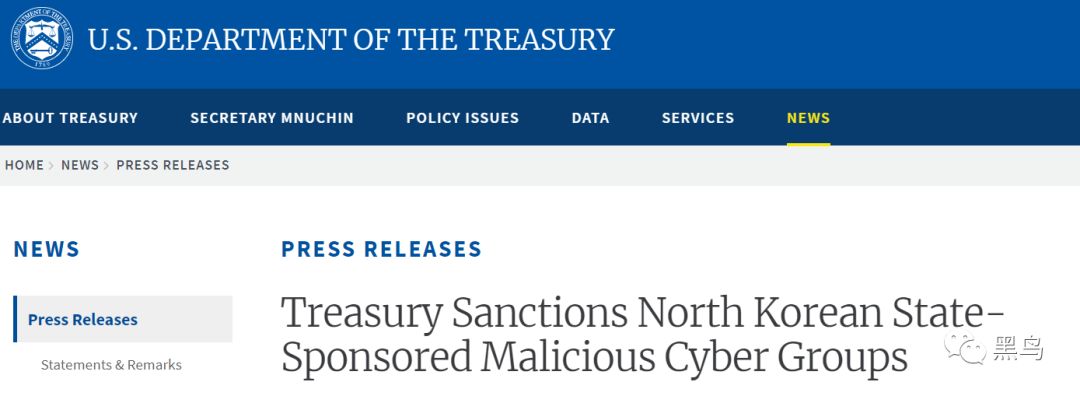 U.S. DEPARTMENT OF THE TREASURY
ABOUT TREASURY SECRETARY MNUCHIN POLICY ISSUES DATA SERVICES NEWS
HOME > NEWS > PRESS RELEASES
NEWS
Press Releases
Statements & Remarks
PRESS RELEASES
Treasury Sanctions North Korean State-
Sponsored Malicious Cyber Groups
黑鸟